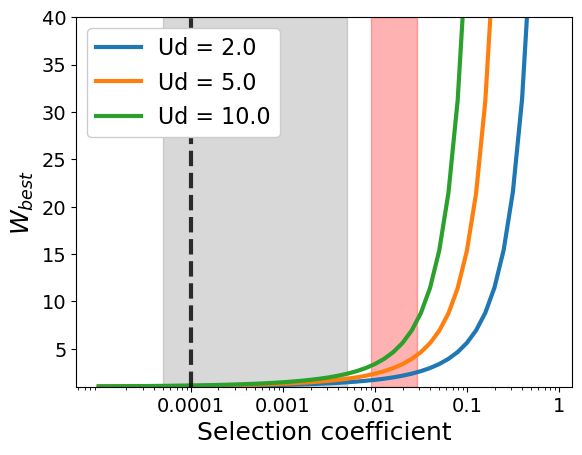 40
35
30
25
20
15
10
5
W_best
Ud = 2.0
Ud = 5.0
Ud = 10.0
0.0001 0.001 0.01 0.1 1
Selection coefficient